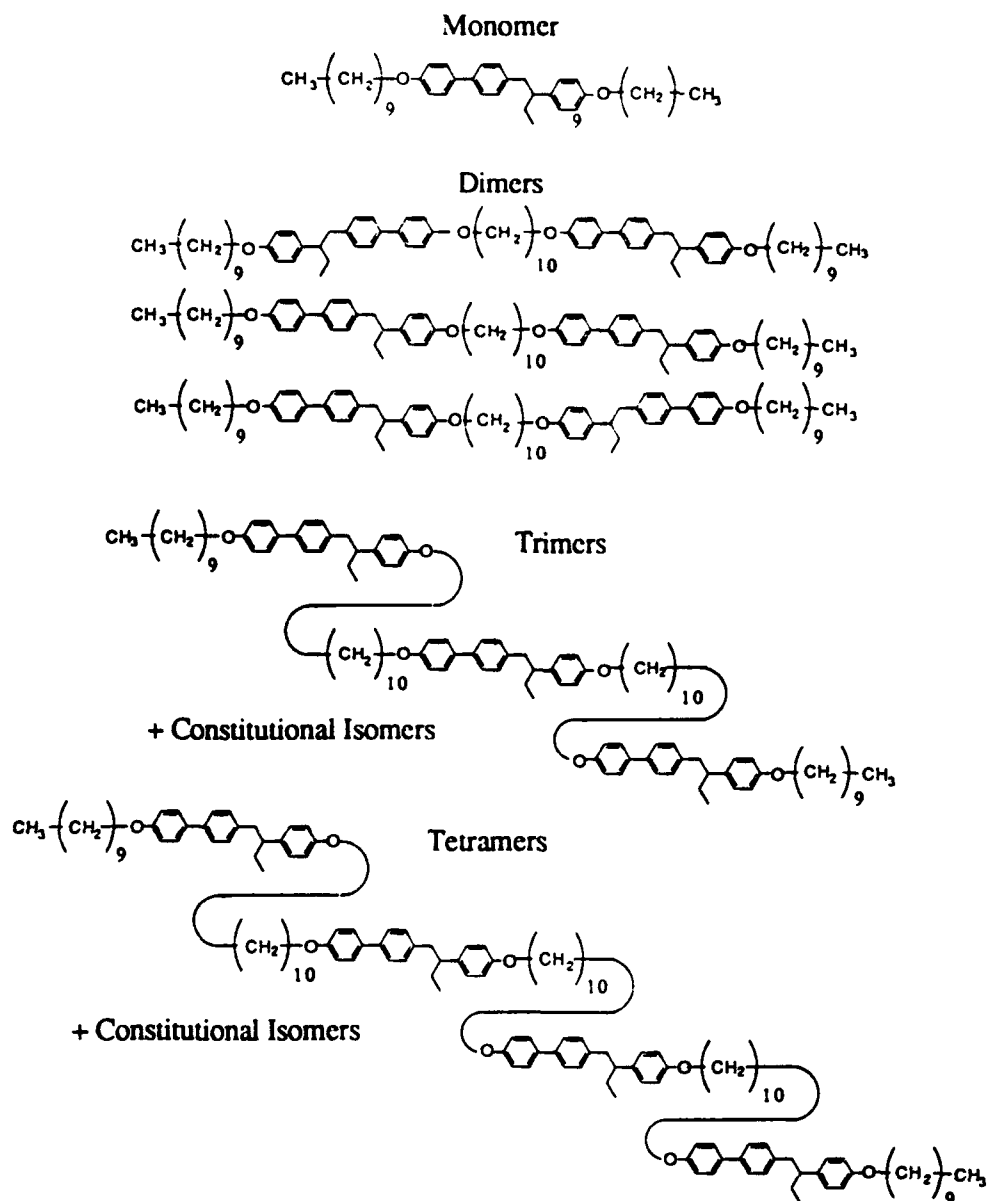 Monomer
CH₃(CH₂)₉O O(CH₂)9CH₃
Dimers
CH₃(CH₂)₉O O(CH₂)₁₀O O(CH₂)₉CH₃
CH₃(CH₂)₉O O(CH₂)₁₀O O(CH₂)₉CH₃
CH₃(CH₂)₉O O(CH₂)₁₀O O(CH₂)₉CH₃
CH₃(CH₂)₉O O Trimers
(CH₂)₁₀O O(CH₂)₁₀
+ Constitutional Isomers
O O(CH₂)₉CH₃
CH₃(CH₂)₉O O Tetramers
(CH₂)₁₀O O(CH₂)₁₀
+ Constitutional Isomers
O O(CH₂)₁₀
O O(CH₂)₉CH₃